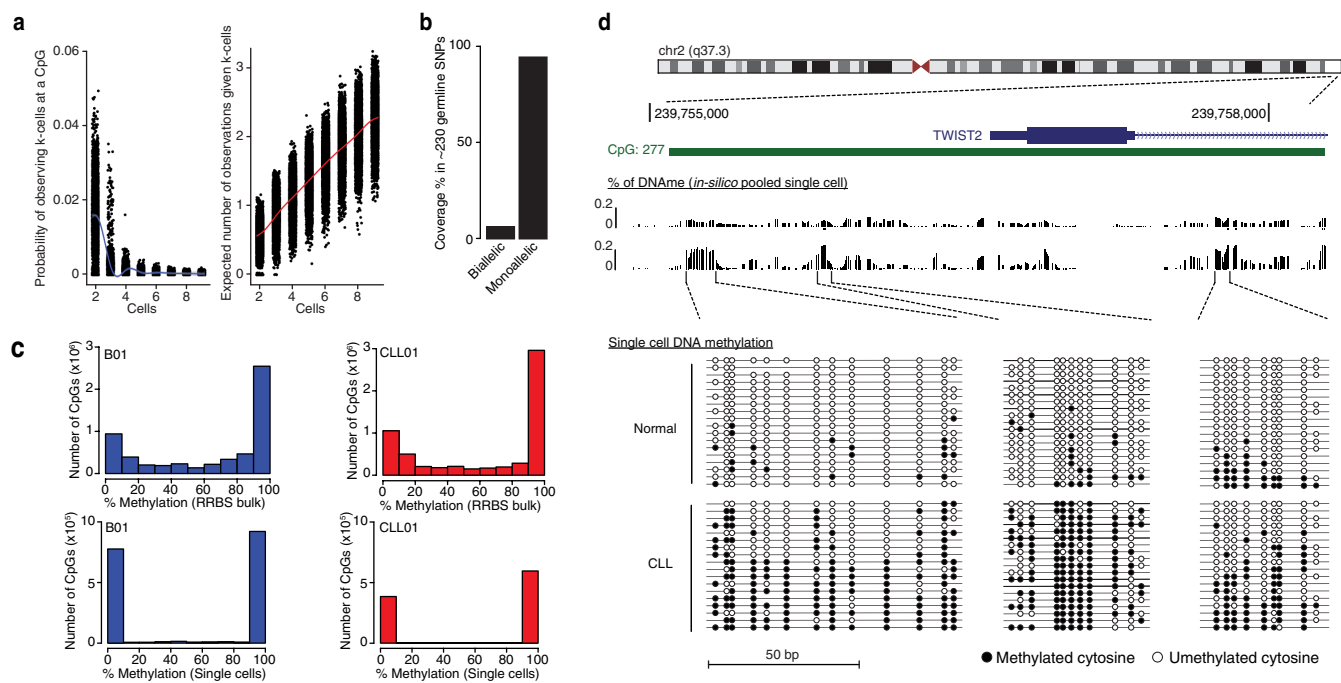 a
Probability of observing k-cells at a CpG
0.06
0.04
0.02
0
2
4
6
8
Cells
Expected number of observations given k-cells
3
2
1
0
2
4
6
8
Cells
b
Coverage % in ~230 germline SNPs
100
50
0
Biallelic
Monoallelic
c
B01
Number of CpGs (x10⁶)
3
2
1
0
0 20 40 60 80 100
% Methylation (RRBS bulk)
CLL01
Number of CpGs (x10⁶)
3
2
1
0
0 20 40 60 80 100
% Methylation (RRBS bulk)
B01
Number of CpGs (x10⁵)
10
5
0
0 20 40 60 80 100
% Methylation (Single cells)
CLL01
Number of CpGs (x10⁵)
10
5
0
0 20 40 60 80 100
% Methylation (Single cells)
d
chr2 (q37.3)
239,755,000
239,758,000
TWIST2
CpG: 277
% of DNAme (in-silico pooled single cell)
0.2
0
0.2
0
Single cell DNA methylation
Normal
CLL
50 bp
Methylated cytosine
Umethylated cytosine